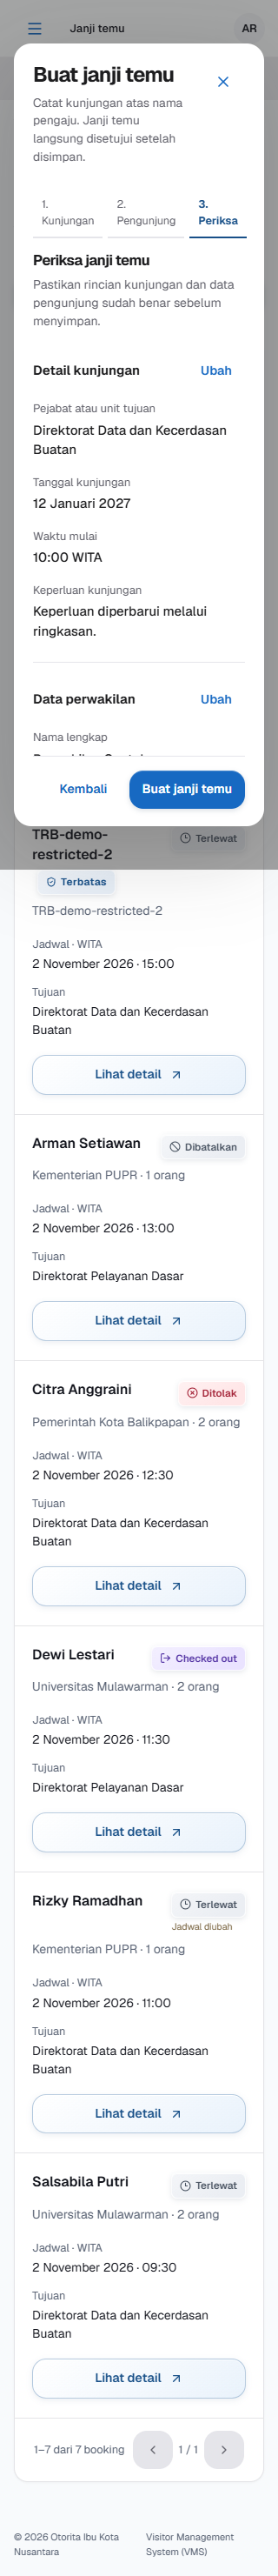 Janji temu
AR
Buat janji temu
Catat kunjungan atas nama
pengaju. Janji temu
langsung disetujui setelah
disimpan.
1.
Kunjungan
2.
Pengunjung
3.
Periksa
Periksa janji temu
Pastikan rincian kunjungan dan data
pengunjung sudah benar sebelum
menyimpan.
Detail kunjungan
Ubah
Pejabat atau unit tujuan
Direktorat Data dan Kecerdasan
Buatan
Tanggal kunjungan
12 Januari 2027
Waktu mulai
10:00 WITA
Keperluan kunjungan
Keperluan diperbarui melalui
ringkasan.
Data perwakilan
Ubah
Nama lengkap
Kembali
Buat janji temu
TRB-demo-
restricted-2
Terlewat
Terbatas
TRB-demo-restricted-2
Jadwal · WITA
2 November 2026 · 15:00
Tujuan
Direktorat Data dan Kecerdasan
Buatan
Lihat detail
Arman Setiawan
Dibatalkan
Kementerian PUPR · 1 orang
Jadwal · WITA
2 November 2026 · 13:00
Tujuan
Direktorat Pelayanan Dasar
Lihat detail
Citra Anggraini
Ditolak
Pemerintah Kota Balikpapan · 2 orang
Jadwal · WITA
2 November 2026 · 12:30
Tujuan
Direktorat Data dan Kecerdasan
Buatan
Lihat detail
Dewi Lestari
Checked out
Universitas Mulawarman · 2 orang
Jadwal · WITA
2 November 2026 · 11:30
Tujuan
Direktorat Pelayanan Dasar
Lihat detail
Rizky Ramadhan
Terlewat
Jadwal diubah
Kementerian PUPR · 1 orang
Jadwal · WITA
2 November 2026 · 11:00
Tujuan
Direktorat Data dan Kecerdasan
Buatan
Lihat detail
Salsabila Putri
Terlewat
Universitas Mulawarman · 2 orang
Jadwal · WITA
2 November 2026 · 09:30
Tujuan
Direktorat Data dan Kecerdasan
Buatan
Lihat detail
1–7 dari 7 booking
1 / 1
© 2026 Otorita Ibu Kota
Nusantara
Visitor Management
System (VMS)